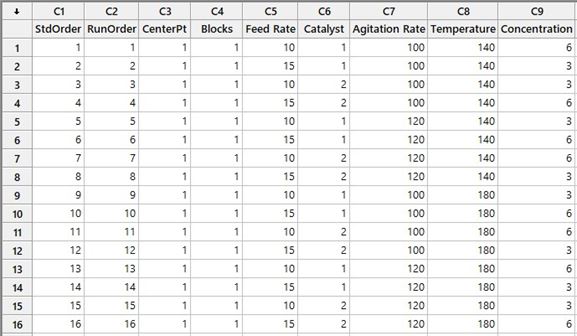 ↓ C1 C2 C3 C4 C5 C6 C7 C8 C9
StdOrder RunOrder CenterPt Blocks Feed Rate Catalyst Agitation Rate Temperature Concentration
1 1 1 1 1 10 1 100 140 6
2 2 2 1 1 15 1 100 140 3
3 3 3 1 1 10 2 100 140 3
4 4 4 1 1 15 2 100 140 6
5 5 5 1 1 10 1 120 140 3
6 6 6 1 1 15 1 120 140 6
7 7 7 1 1 10 2 120 140 6
8 8 8 1 1 15 2 120 140 3
9 9 9 1 1 10 1 100 180 3
10 10 10 1 1 15 1 100 180 6
11 11 11 1 1 10 2 100 180 6
12 12 12 1 1 15 2 100 180 3
13 13 13 1 1 10 1 120 180 6
14 14 14 1 1 15 1 120 180 3
15 15 15 1 1 10 2 120 180 3
16 16 16 1 1 15 2 120 180 6